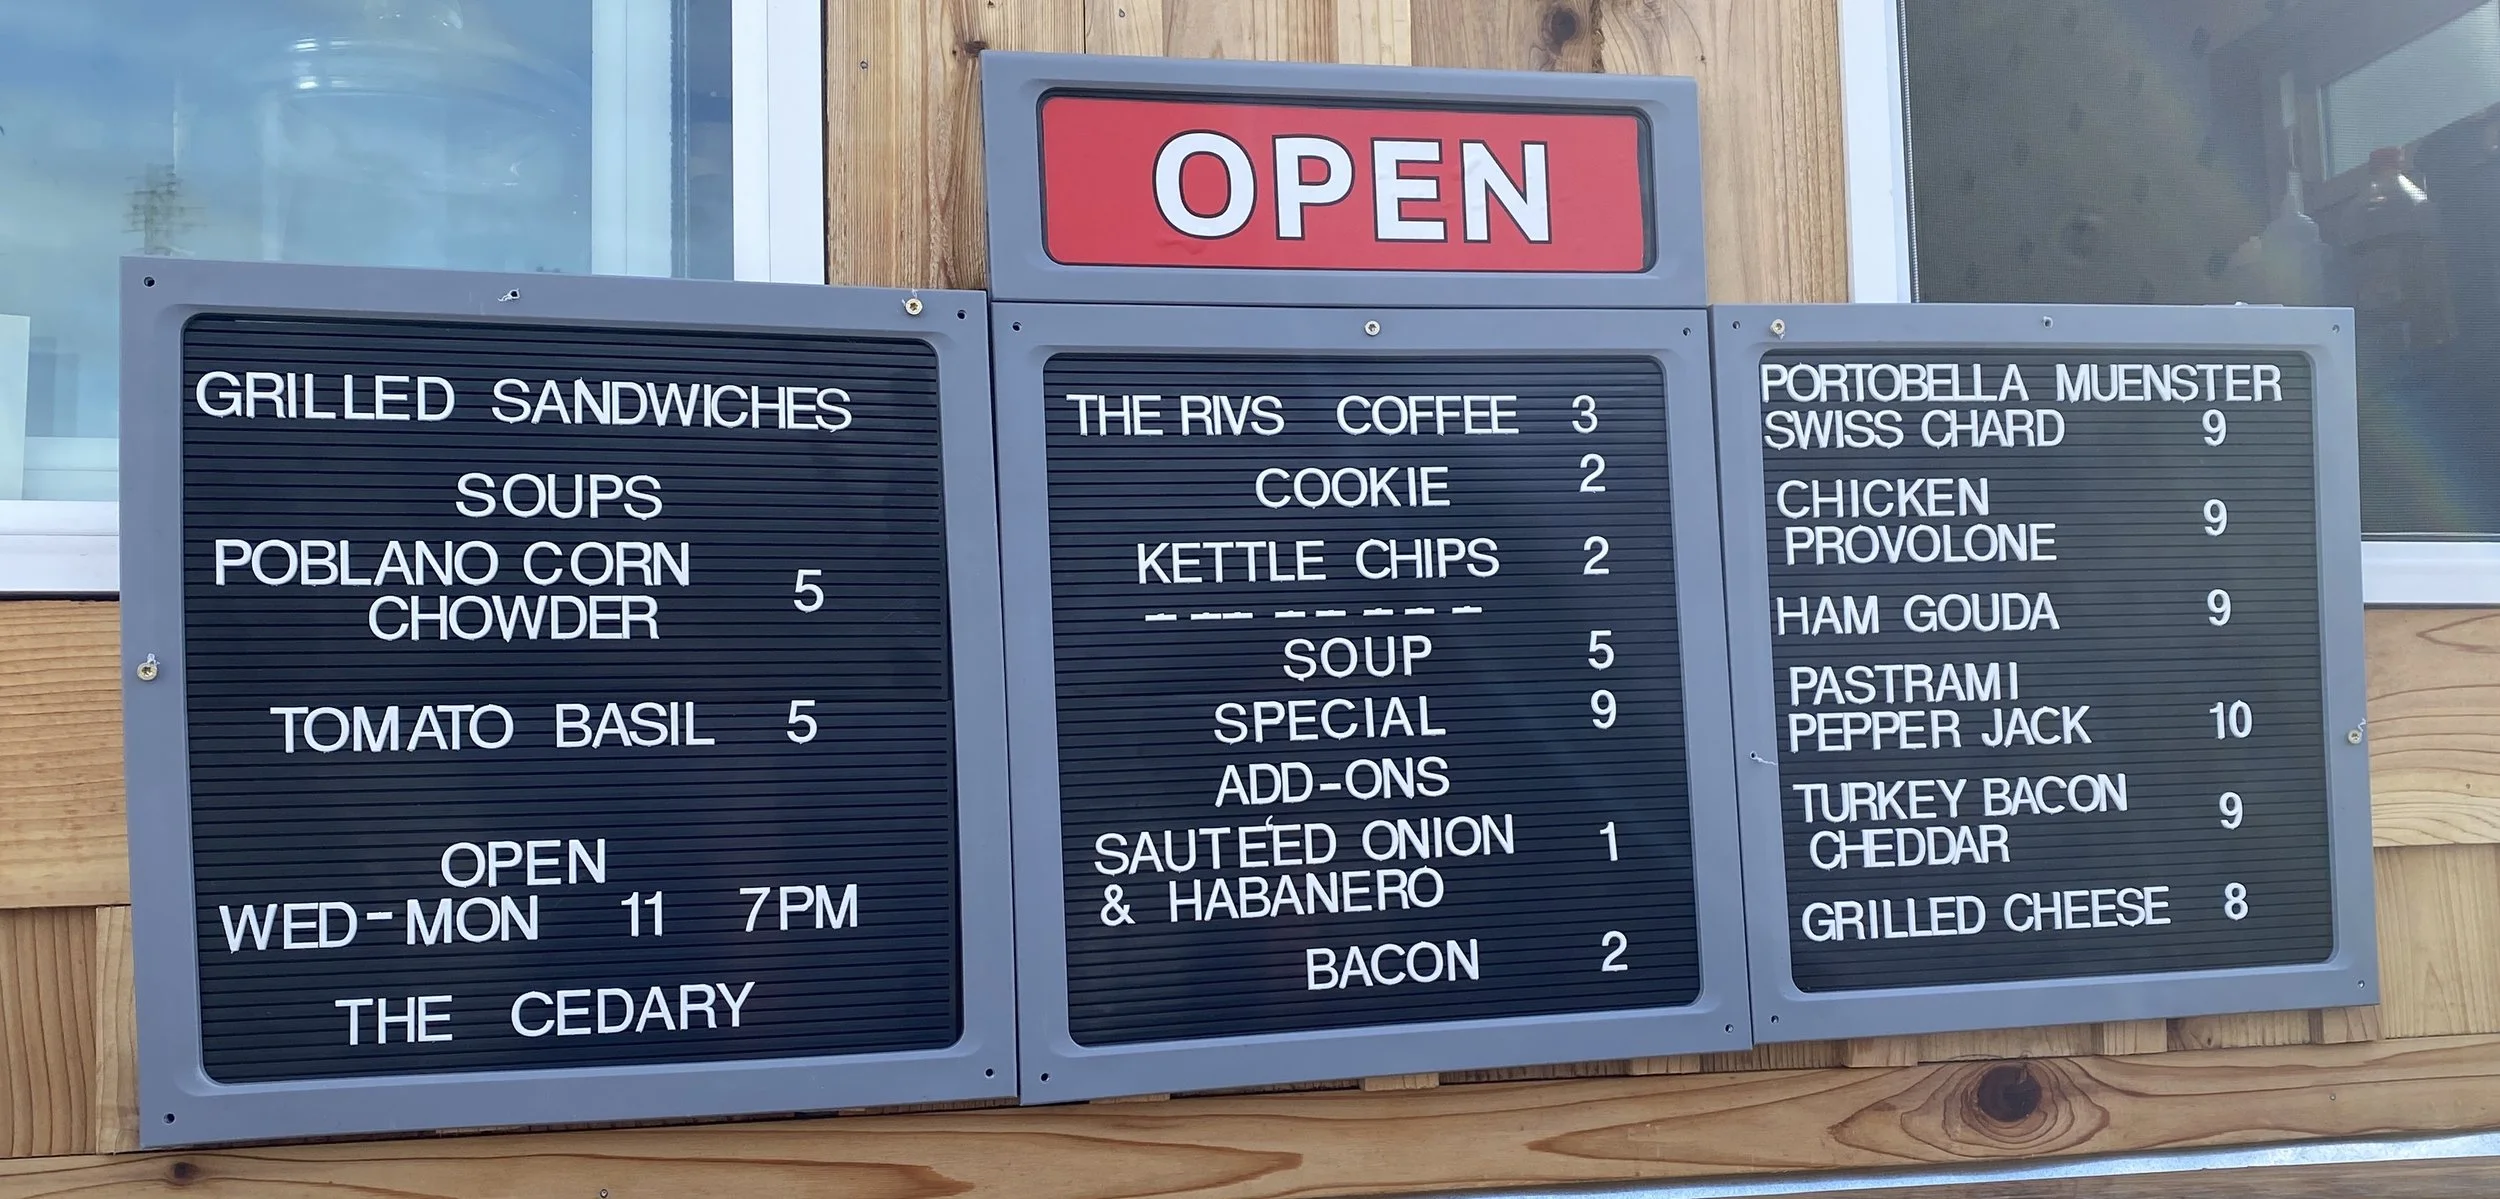 OPEN
GRILLED SANDWICHES
SOUPS
POBLANO CORN
CHOWDER 5
TOMATO BASIL 5
OPEN
WED-MON 11 7PM
THE CEDARY
THE RIVS COFFEE 3
COOKIE 2
KETTLE CHIPS 2
— — — — — — — —
SOUP 5
SPECIAL 9
ADD-ONS
SAUTEÉD ONION 1
& HABANERO
BACON 2
PORTOBELLA MUENSTER
SWISS CHARD 9
CHICKEN
PROVOLONE 9
HAM GOUDA 9
PASTRAMI
PEPPER JACK 10
TURKEY BACON
CHEDDAR 9
GRILLED CHEESE 8